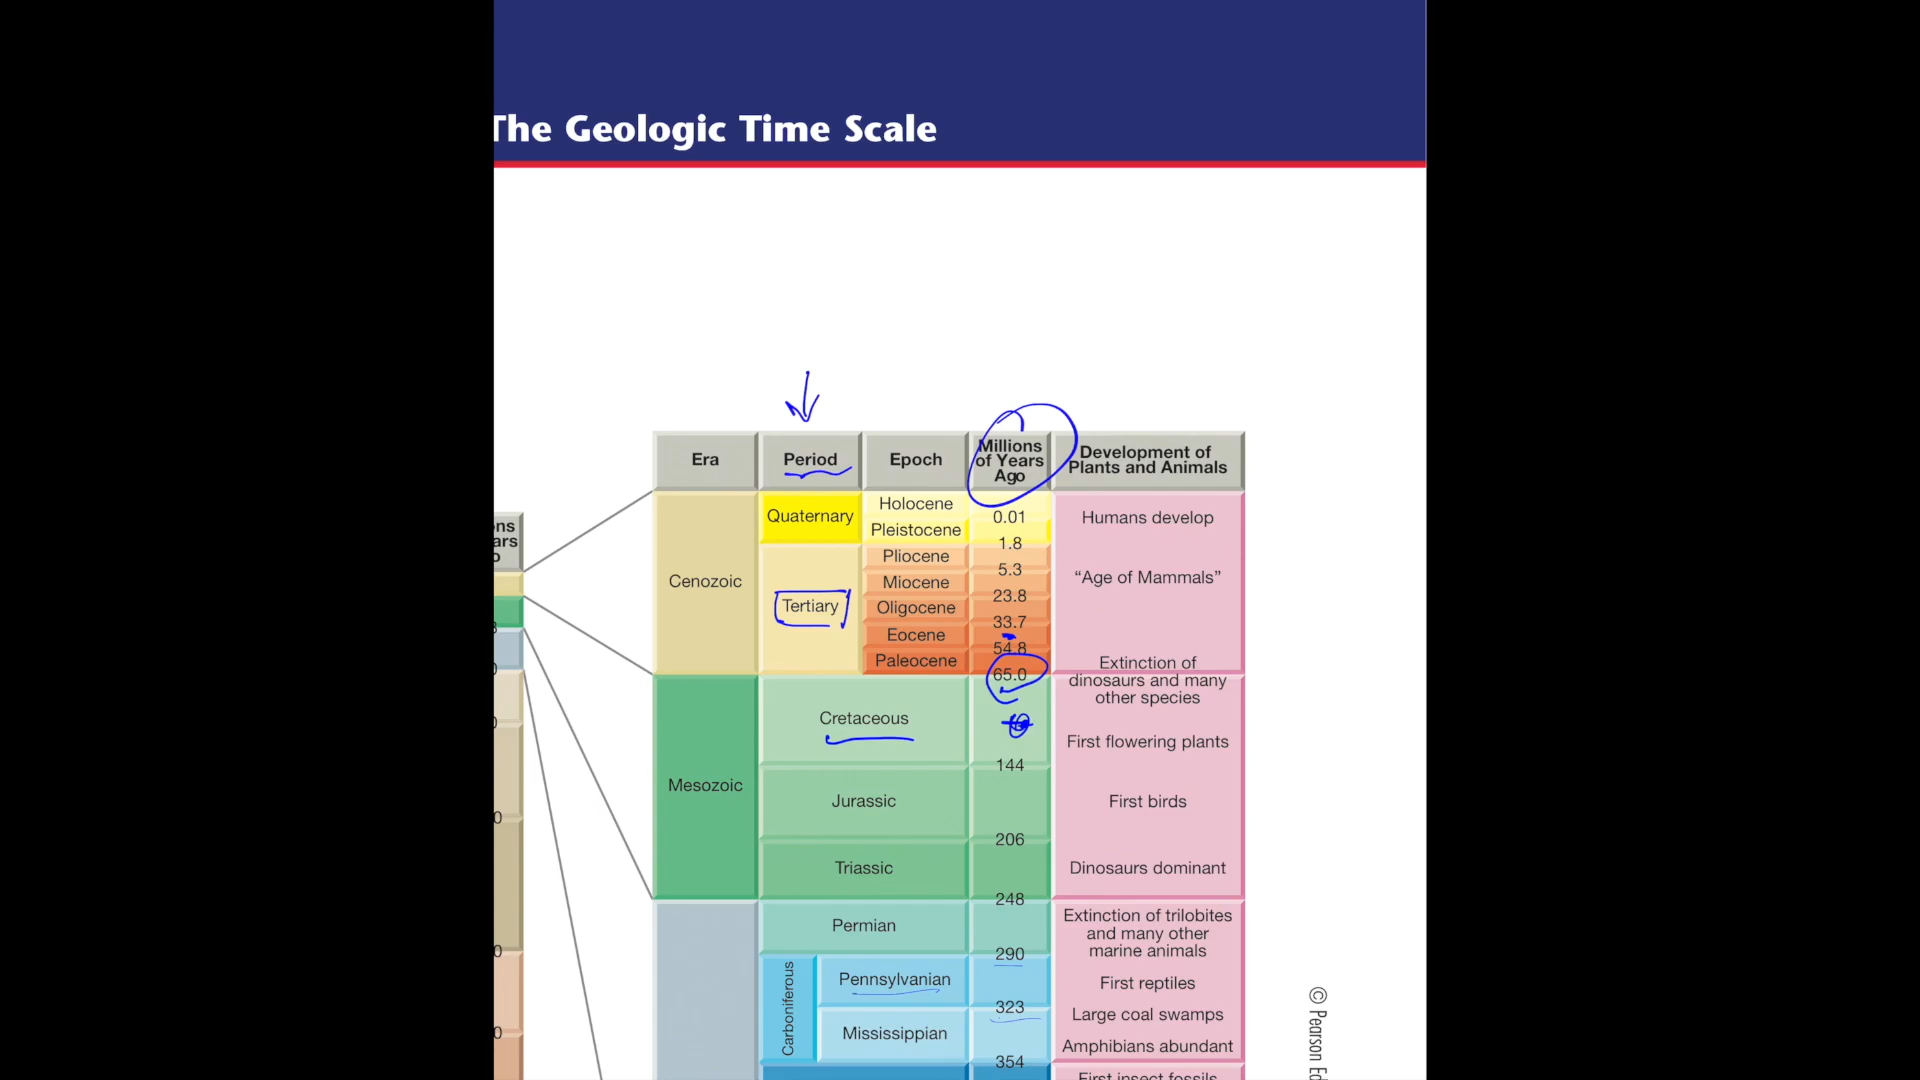 The Geologic Time Scale
Era
Period
Epoch
Millions
of Years
Ago
Development of
Plants and Animals
Cenozoic
Quaternary
Tertiary
Holocene
Pleistocene
Pliocene
Miocene
Oligocene
Eocene
Paleocene
0.01
1.8
5.3
23.8
33.7
54.8
65.0
Humans develop
“Age of Mammals”
Extinction of
dinosaurs and many
other species
Mesozoic
Cretaceous
144
First flowering plants
Jurassic
206
First birds
Triassic
248
Dinosaurs dominant
Permian
290
Extinction of trilobites
and many other
marine animals
Carboniferous
Pennsylvanian
323
First reptiles
Large coal swamps
Mississippian
354
Amphibians abundant
First insect fossils
© Pearson Ed